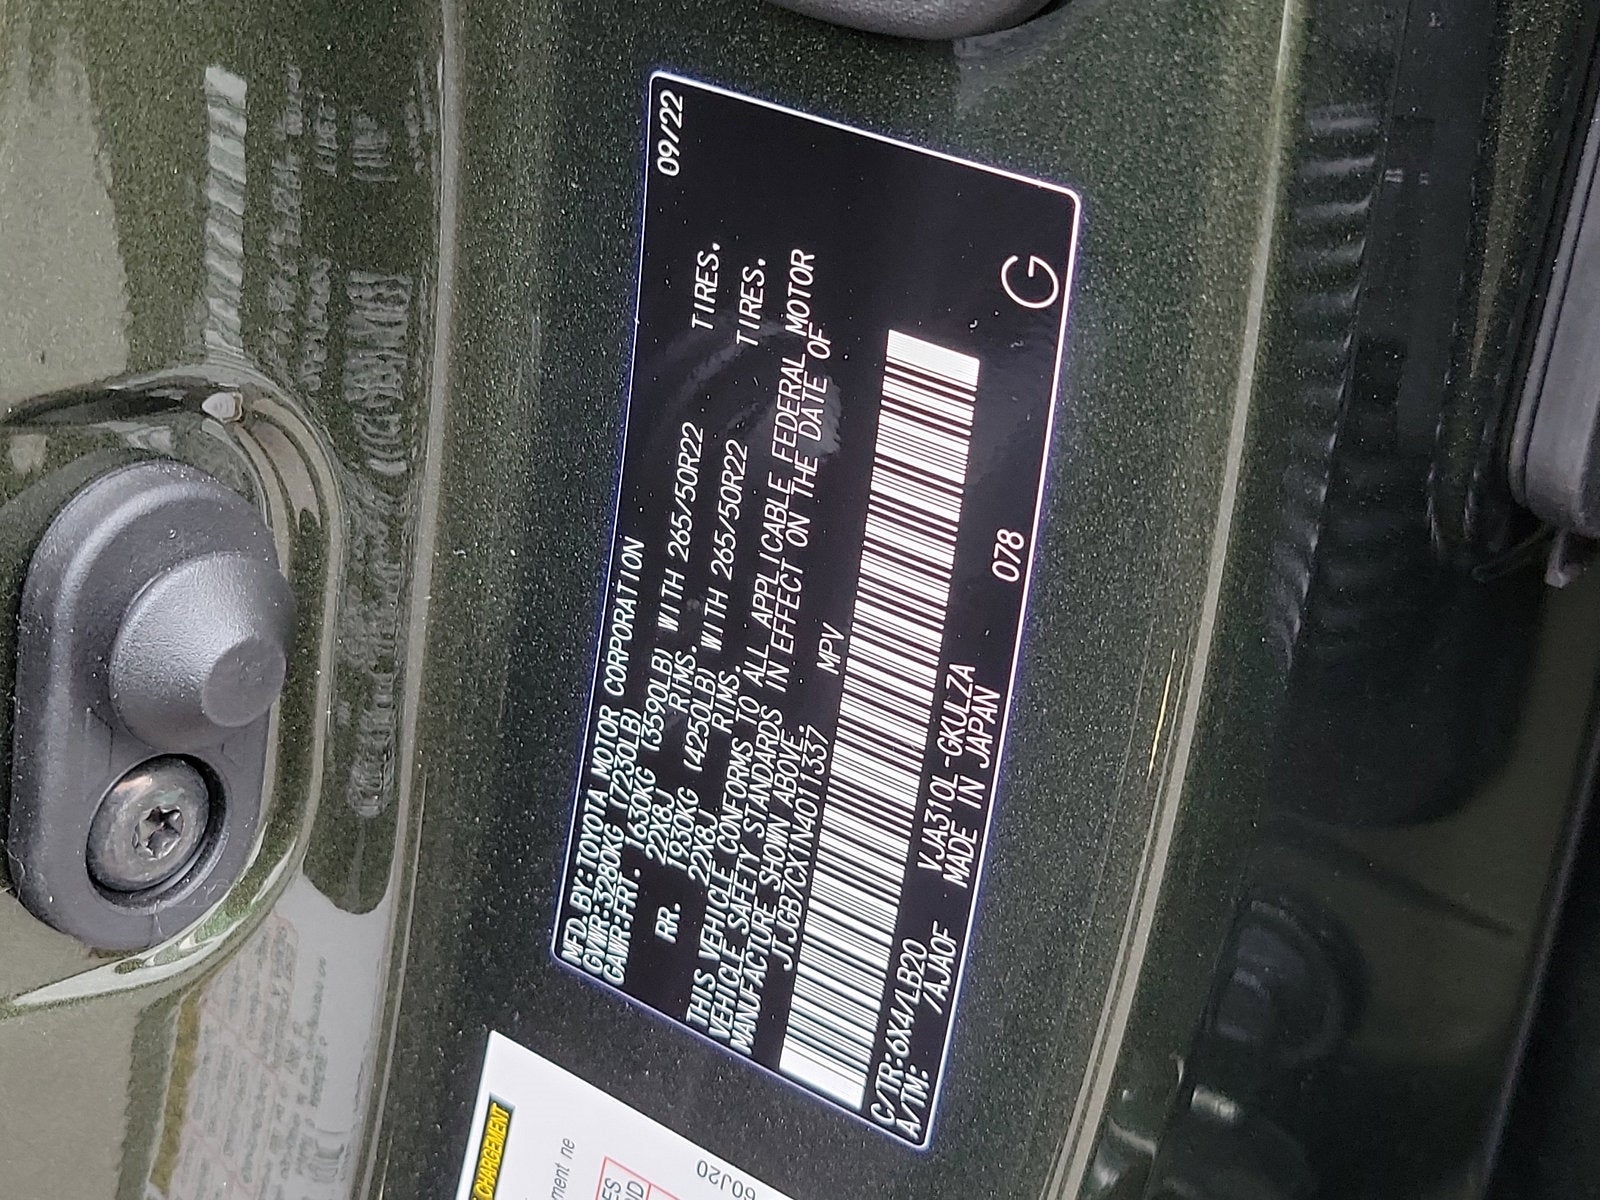 MFD. BY:TOYOTA MOTOR CORPORATION 09/22
GVWR:3280KG (7230LB)
GAWR:FRT. 1630KG (3590LB) WITH 265/50R22 TIRES.
22X8J RIMS.
RR. 1930KG (4250LB) WITH 265/50R22 TIRES.
22X8J RIMS.
THIS VEHICLE CONFORMS TO ALL APPLICABLE FEDERAL MOTOR
VEHICLE SAFETY STANDARDS IN EFFECT ON THE DATE OF
MANUFACTURE SHOWN ABOVE.
JTJGB7CX1N4011337 MPV
C/TR:6X4/LB20 VJA310L-GKULZA 078 G
A/TM: /AJA0F MADE IN JAPAN
CHARGEMENT
60J20